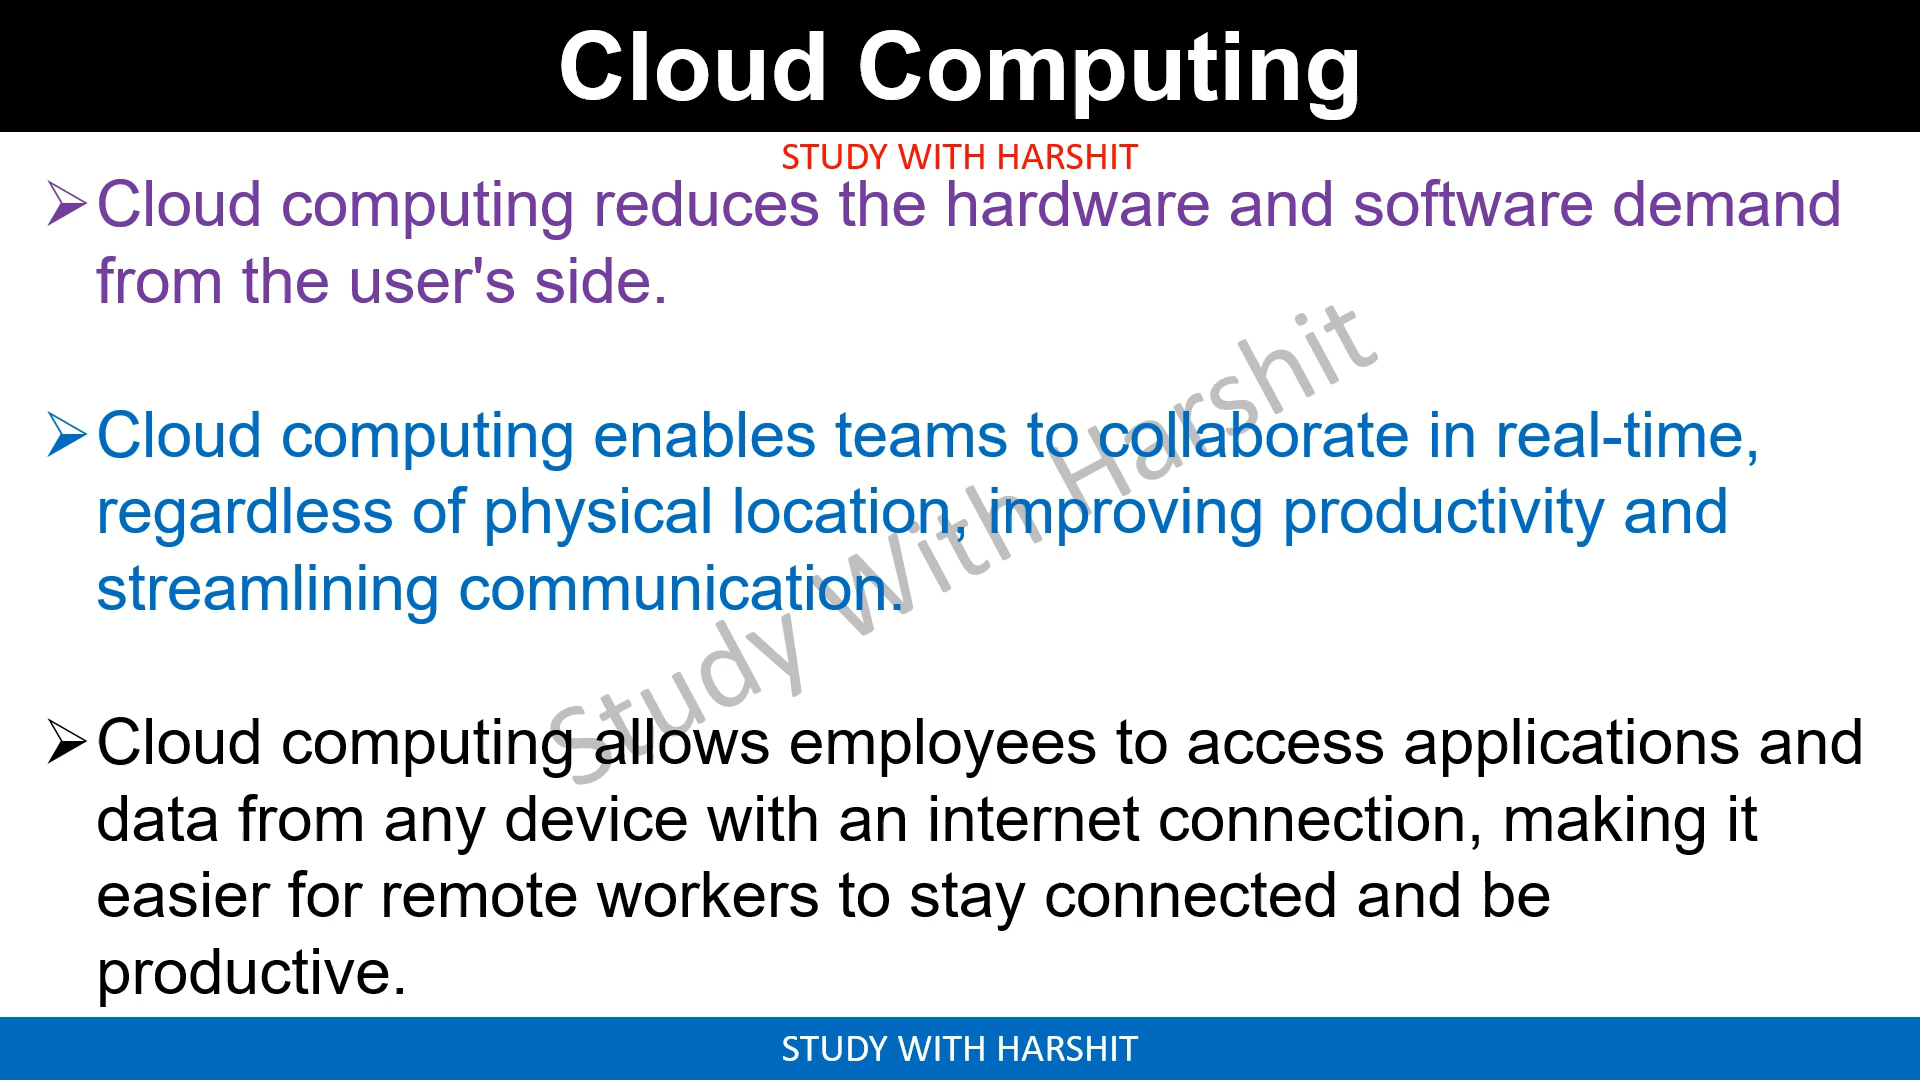 Cloud Computing
STUDY WITH HARSHIT
➢Cloud computing reduces the hardware and software demand
from the user's side.
➢Cloud computing enables teams to collaborate in real-time,
regardless of physical location, improving productivity and
streamlining communication.
➢Cloud computing allows employees to access applications and
data from any device with an internet connection, making it
easier for remote workers to stay connected and be
productive.
Study With Harshit
STUDY WITH HARSHIT